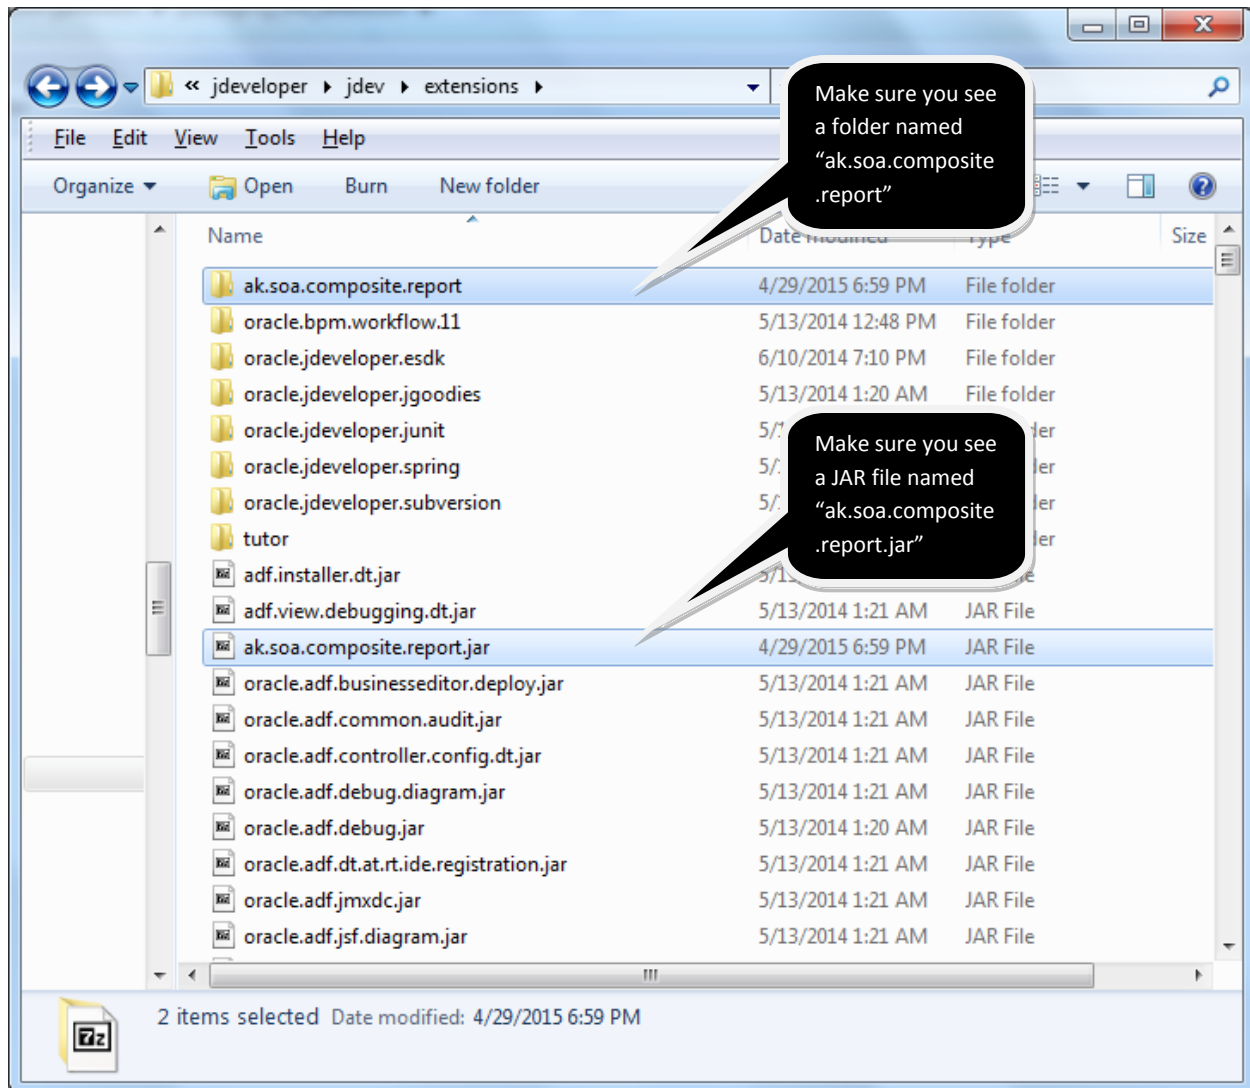 « jdeveloper ▸ jdev ▸ extensions ▸
File Edit View Tools Help
Organize ▾ Open Burn New folder
Make sure you see
a folder named
“ak.soa.composite
.report”
Name Date modified Type Size
ak.soa.composite.report 4/29/2015 6:59 PM File folder
oracle.bpm.workflow.11 5/13/2014 12:48 PM File folder
oracle.jdeveloper.esdk 6/10/2014 7:10 PM File folder
oracle.jdeveloper.jgoodies 5/13/2014 1:20 AM File folder
oracle.jdeveloper.junit
oracle.jdeveloper.spring
oracle.jdeveloper.subversion
tutor
Make sure you see
a JAR file named
“ak.soa.composite
.report.jar”
adf.installer.dt.jar
adf.view.debugging.dt.jar 5/13/2014 1:21 AM JAR File
ak.soa.composite.report.jar 4/29/2015 6:59 PM JAR File
oracle.adf.businesseditor.deploy.jar 5/13/2014 1:21 AM JAR File
oracle.adf.common.audit.jar 5/13/2014 1:21 AM JAR File
oracle.adf.controller.config.dt.jar 5/13/2014 1:21 AM JAR File
oracle.adf.debug.diagram.jar 5/13/2014 1:21 AM JAR File
oracle.adf.debug.jar 5/13/2014 1:20 AM JAR File
oracle.adf.dt.at.rt.ide.registration.jar 5/13/2014 1:21 AM JAR File
oracle.adf.jmxdc.jar 5/13/2014 1:21 AM JAR File
oracle.adf.jsf.diagram.jar 5/13/2014 1:21 AM JAR File
2 items selected Date modified: 4/29/2015 6:59 PM
7z